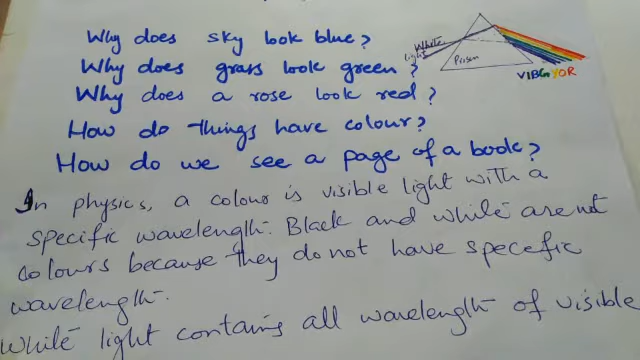 Why does sky look blue?
Why does grass look green?
Why does a rose look red?
How do things have colour?
How do we see a page of a book?
White
light
Prism
VIBGYOR
In physics, a colour is visible light with a
specific wavelength. Black and white are not
colours because they do not have specefic
wavelength.
White light contains all wavelength of visible